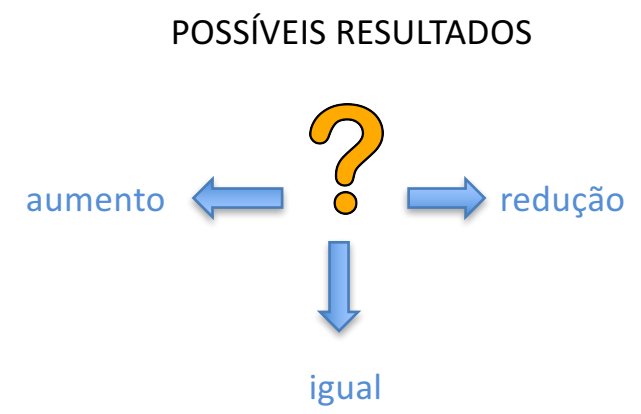 POSSÍVEIS RESULTADOS
?
aumento
redução
igual